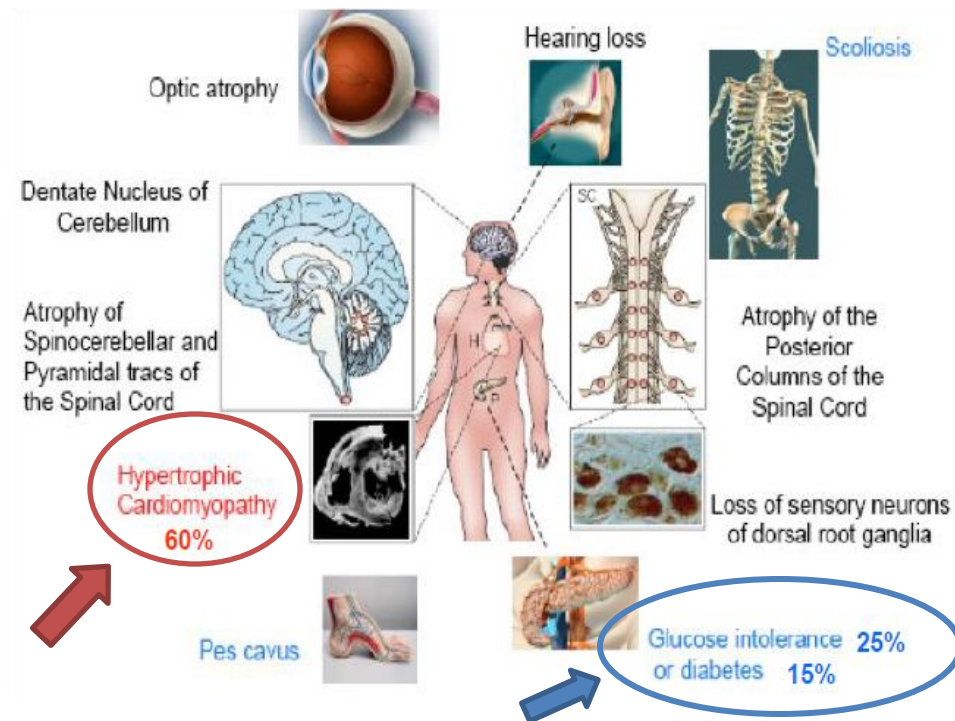 Hearing loss
Scoliosis
Optic atrophy
Dentate Nucleus of
Cerebellum
SC
Atrophy of
Spinocerebellar and
Pyramidal tracs of
the Spinal Cord
H
P
Atrophy of the
Posterior
Columns of the
Spinal Cord
Hypertrophic
Cardiomyopathy
60%
Loss of sensory neurons
of dorsal root ganglia
Pes cavus
Glucose intolerance 25%
or diabetes 15%